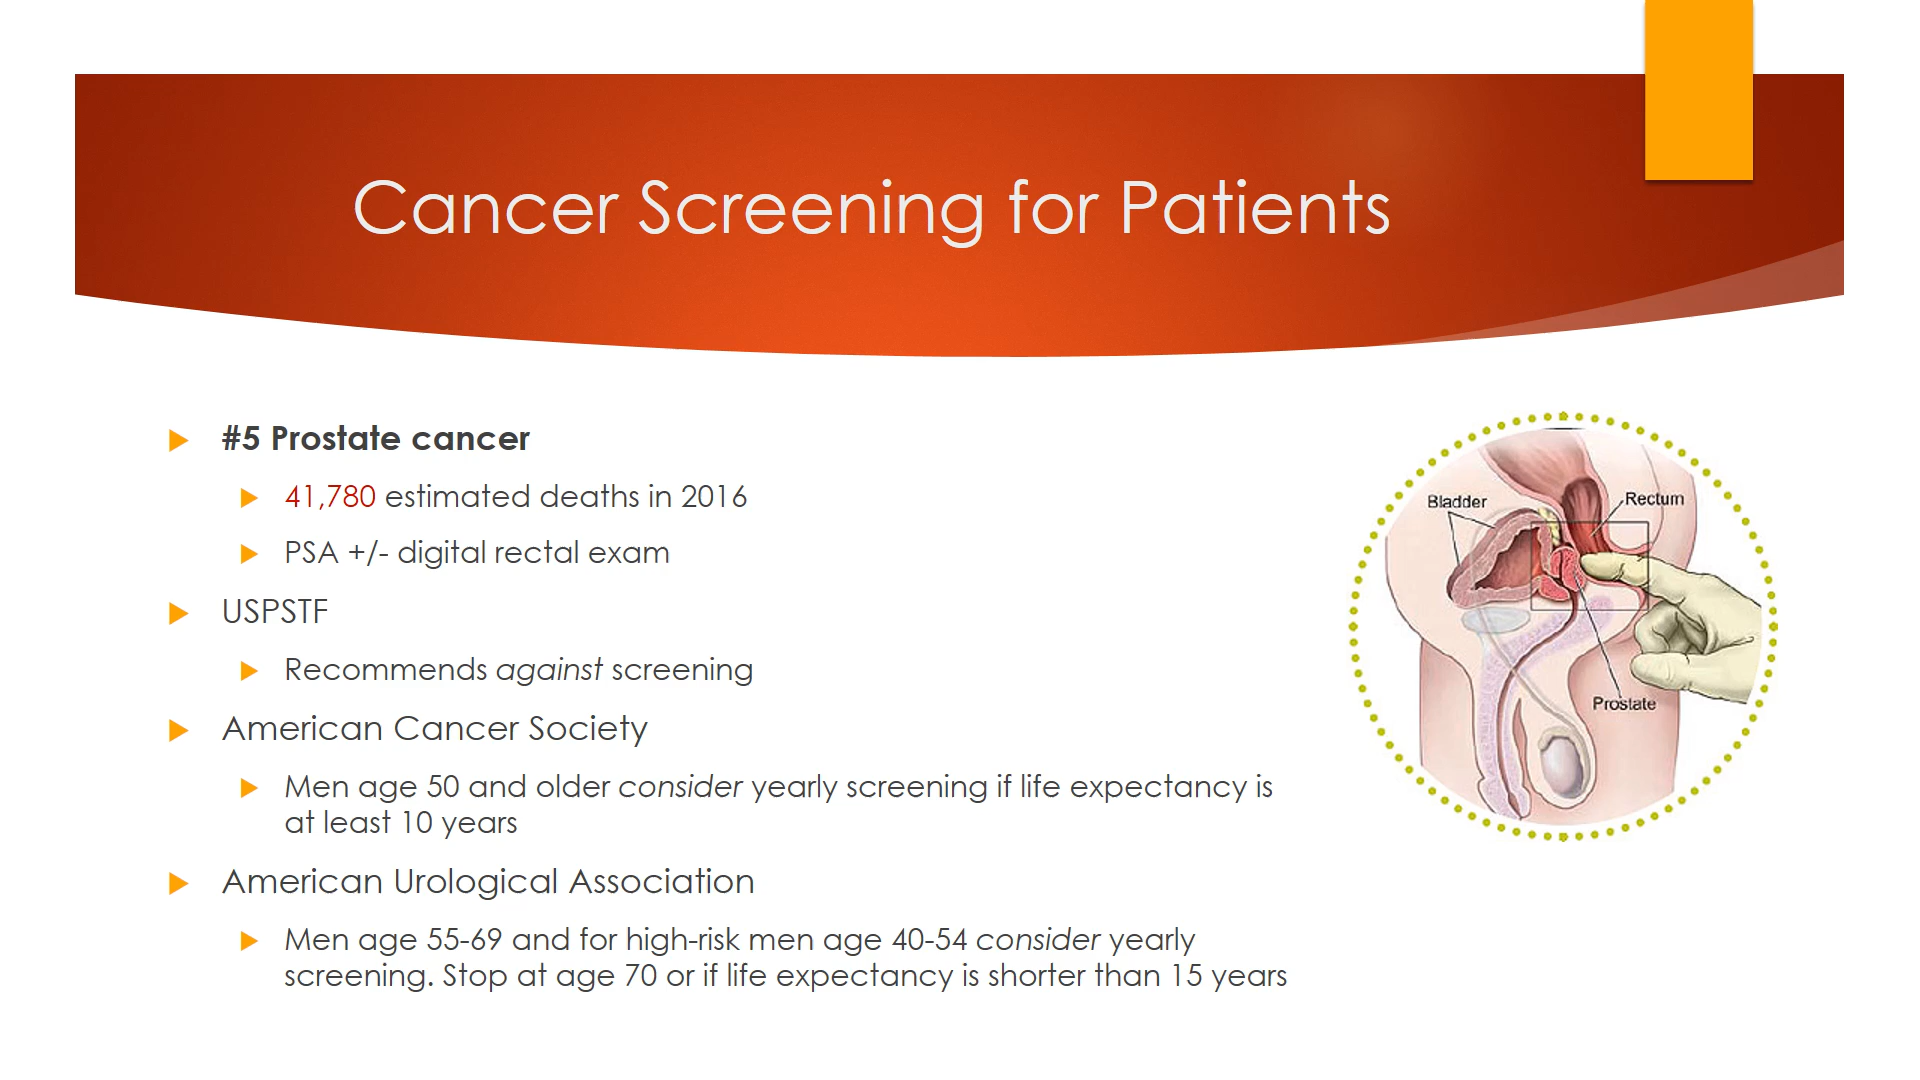 Cancer Screening for Patients
#5 Prostate cancer
41,780 estimated deaths in 2016
PSA +/- digital rectal exam
USPSTF
Recommends against screening
American Cancer Society
Men age 50 and older consider yearly screening if life expectancy is
at least 10 years
American Urological Association
Men age 55-69 and for high-risk men age 40-54 consider yearly
screening. Stop at age 70 or if life expectancy is shorter than 15 years
Bladder
Rectum
Prostate